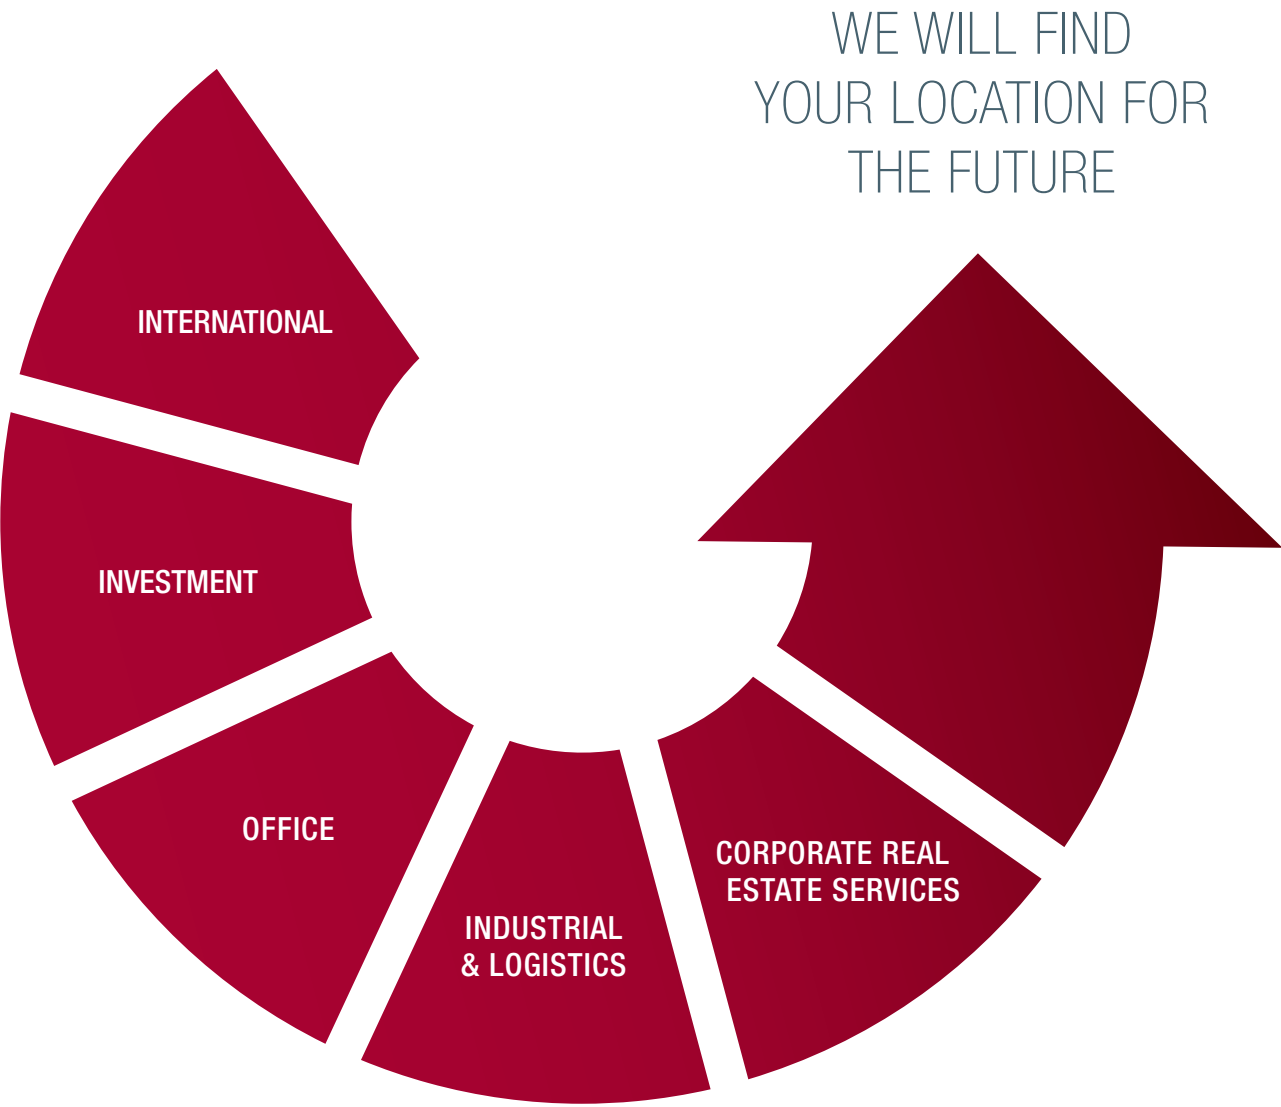 WE WILL FIND
YOUR LOCATION FOR
THE FUTURE
INTERNATIONAL
INVESTMENT
OFFICE
INDUSTRIAL
& LOGISTICS
CORPORATE REAL
ESTATE SERVICES